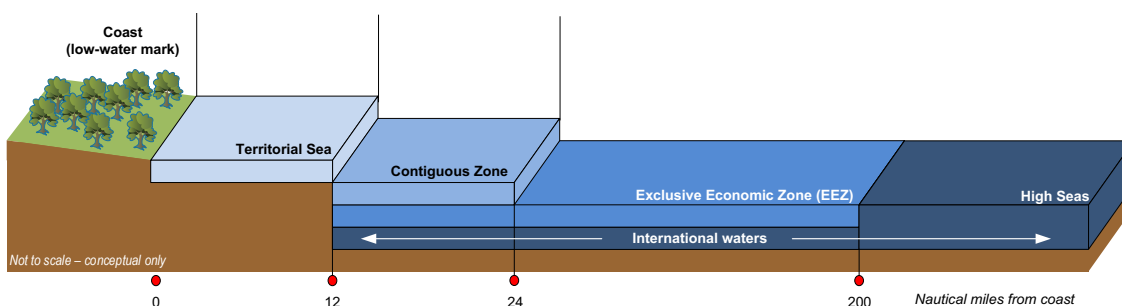 Coast
(low-water mark)
Territorial Sea
Contiguous Zone
Exclusive Economic Zone (EEZ)
High Seas
International waters
Not to scale – conceptual only
0
12
24
200
Nautical miles from coast